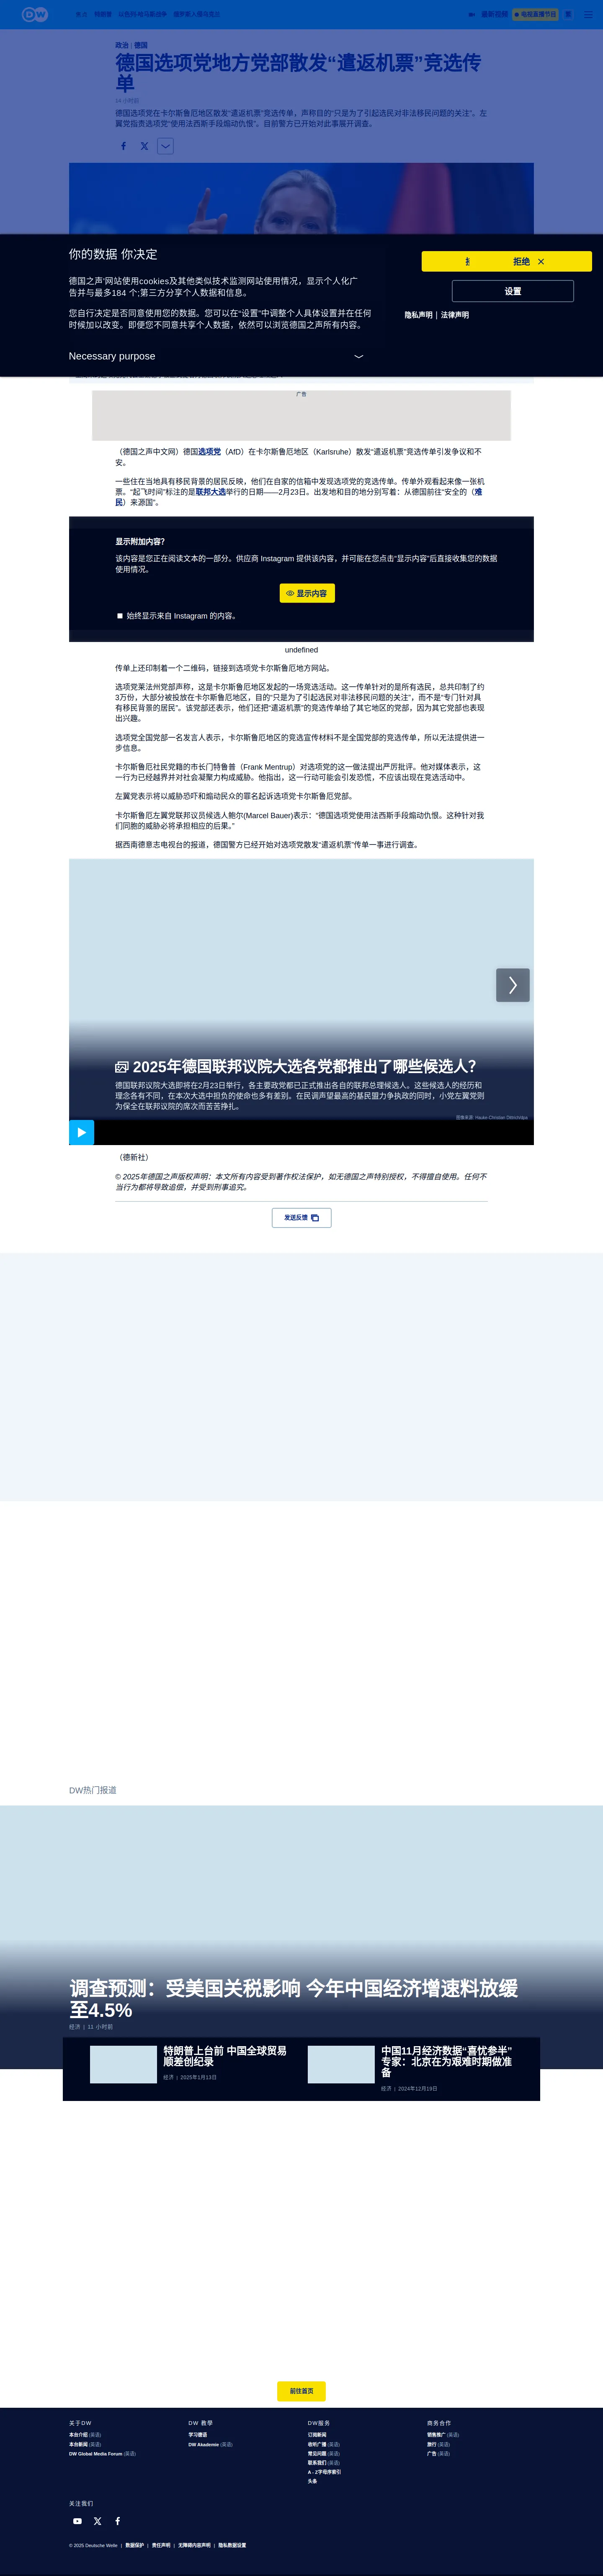 DW
特朗普
以色列-哈马斯战争
俄罗斯入侵乌克兰
最新视频
电视直播节目
政治 | 德国
德国选项党地方党部散发“遣返机票”竞选传
单
14 小时前
德国选项党在卡尔斯鲁厄地区散发“遣返机票”竞选传单，声称目的“只是为了引起选民对非法移民问题的关注”。左
翼党指责选项党“使用法西斯手段煽动仇恨”。目前警方已开始对此事展开调查。
你的数据 你决定
德国之声'网站使用cookies及其他类似技术监测网站使用情况，显示个人化广
告并与最多184 个;第三方分享个人数据和信息。
您自行决定是否同意使用您的数据。您可以在“设置”中调整个人具体设置并在任何
时候加以改变。即便您不同意共享个人数据，依然可以浏览德国之声所有内容。
Necessary purpose
拒绝
设置
隐私声明 | 法律声明
广告
（德国之声中文网）德国选项党（AfD）在卡尔斯鲁厄地区（Karlsruhe）散发“遣返机票”竞选传单引发争议和不
安。
一些住在当地具有移民背景的居民反映，他们在自家的信箱中发现选项党的竞选传单。传单外观看起来像一张机
票。“起飞时间”标注的是联邦大选举行的日期——2月23日。出发地和目的地分别写着：从德国前往“安全的（难
民）来源国”。
显示附加内容？
该内容是您正在阅读文本的一部分。供应商 Instagram 提供该内容，并可能在您点击“显示内容”后直接收集您的数据
使用情况。
显示内容
始终显示来自 Instagram 的内容。
undefined
传单上还印制着一个二维码，链接到选项党卡尔斯鲁厄地方网站。
选项党莱法州党部声称，这是卡尔斯鲁厄地区发起的一场竞选活动。这一传单针对的是所有选民，总共印制了约
3万份，大部分被投放在卡尔斯鲁厄地区，目的“只是为了引起选民对非法移民问题的关注”，而不是“专门针对具
有移民背景的居民”。该党部还表示，他们还把“遣返机票”的竞选传单给了其它地区的党部，因为其它党部也表现
出兴趣。
选项党全国党部一名发言人表示，卡尔斯鲁厄地区的竞选宣传材料不是全国党部的竞选传单，所以无法提供进一
步信息。
卡尔斯鲁厄社民党籍的市长门特鲁普（Frank Mentrup）对选项党的这一做法提出严厉批评。他对媒体表示，这
一行为已经越界并对社会凝聚力构成威胁。他指出，这一行动可能会引发恐慌，不应该出现在竞选活动中。
左翼党表示将以威胁恐吓和煽动民众的罪名起诉选项党卡尔斯鲁厄党部。
卡尔斯鲁厄左翼党联邦议员候选人鲍尔(Marcel Bauer)表示：“德国选项党使用法西斯手段煽动仇恨。这种针对我
们同胞的威胁必将承担相应的后果。”
据西南德意志电视台的报道，德国警方已经开始对选项党散发“遣返机票”传单一事进行调查。
2025年德国联邦议院大选各党都推出了哪些候选人？
德国联邦议院大选即将在2月23日举行，各主要政党都已正式推出各自的联邦总理候选人。这些候选人的经历和
理念各有不同，在本次大选中担负的使命也多有差别。在民调声望最高的基民盟力争执政的同时，小党左翼党则
为保全在联邦议院的席次而苦苦挣扎。
图像来源: Hauke-Christian Dittrich/dpa
（德新社）
© 2025年德国之声版权声明：本文所有内容受到著作权法保护，如无德国之声特别授权，不得擅自使用。任何不
当行为都将导致追偿，并受到刑事追究。
发送反馈
DW热门报道
调查预测：受美国关税影响 今年中国经济增速料放缓
至4.5%
经济 | 11 小时前
特朗普上台前 中国全球贸易
顺差创纪录
经济 | 2025年1月13日
中国11月经济数据“喜忧参半”
专家：北京在为艰难时期做准
备
经济 | 2024年12月19日
前往首页
关于DW
本台介绍 (英语)
本台新闻 (英语)
DW Global Media Forum (英语)
DW 教學
学习德语
DW Akademie (英语)
DW服务
订阅新闻
收听广播 (英语)
常见问题 (英语)
联系我们 (英语)
A - Z字母序索引
头条
商务合作
销售推广 (英语)
旅行 (英语)
广告 (英语)
关注我们
© 2025 Deutsche Welle | 数据保护 | 责任声明 | 无障碍内容声明 | 隐私数据设置